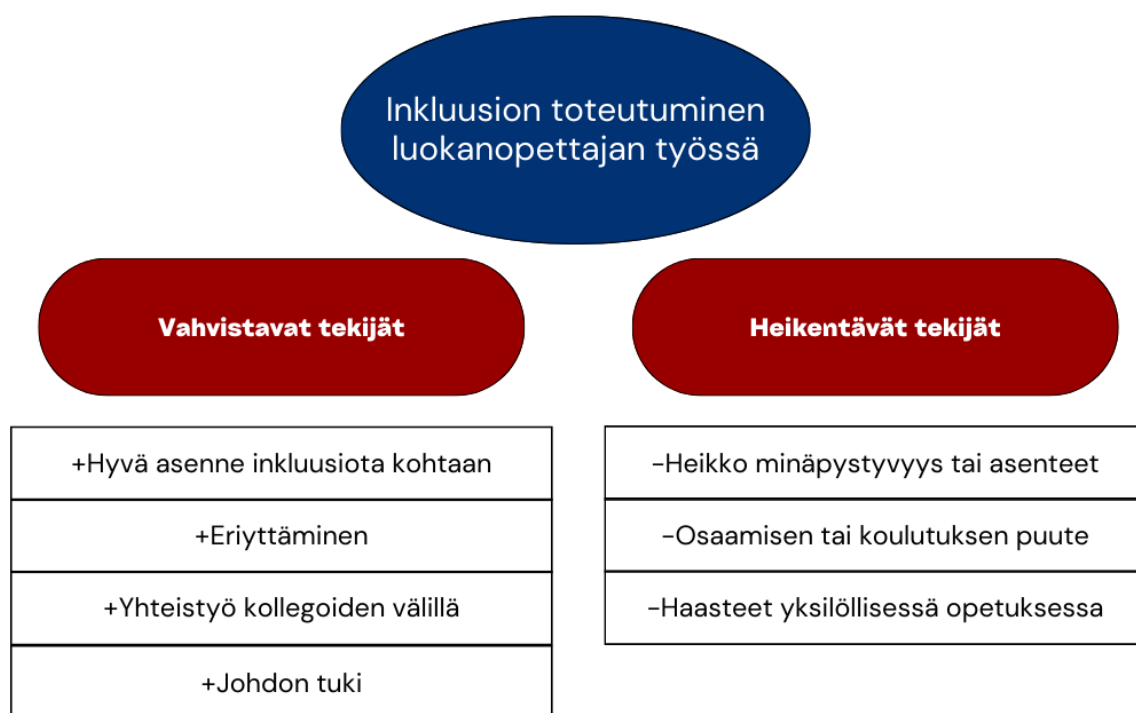 Inkluusion toteutuminen
luokanopettajan työssä
Vahvistavat tekijät
+Hyvä asenne inkluusiota kohtaan
+Eriyttäminen
+Yhteistyö kollegoiden välillä
+Johdon tuki
Heikentävät tekijät
-Heikko minäpystyvyys tai asenteet
-Osaamisen tai koulutuksen puute
-Haasteet yksilöllisessä opetuksessa